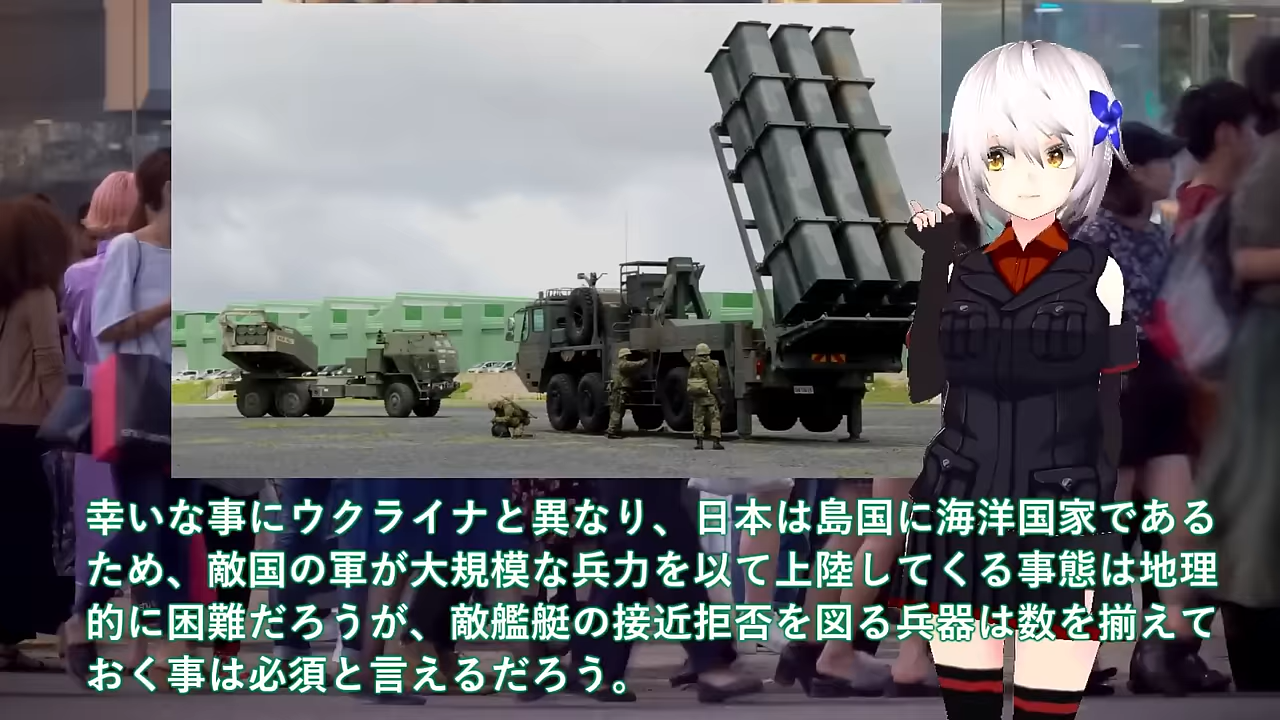 幸いな事にウクライナと異なり、日本は島国に海洋国家である
ため、敵国の軍が大規模な兵力を以て上陸してくる事態は地理
的に困難だろうが、敵艦艇の接近拒否を図る兵器は数を揃えて
おく事は必須と言えるだろう。